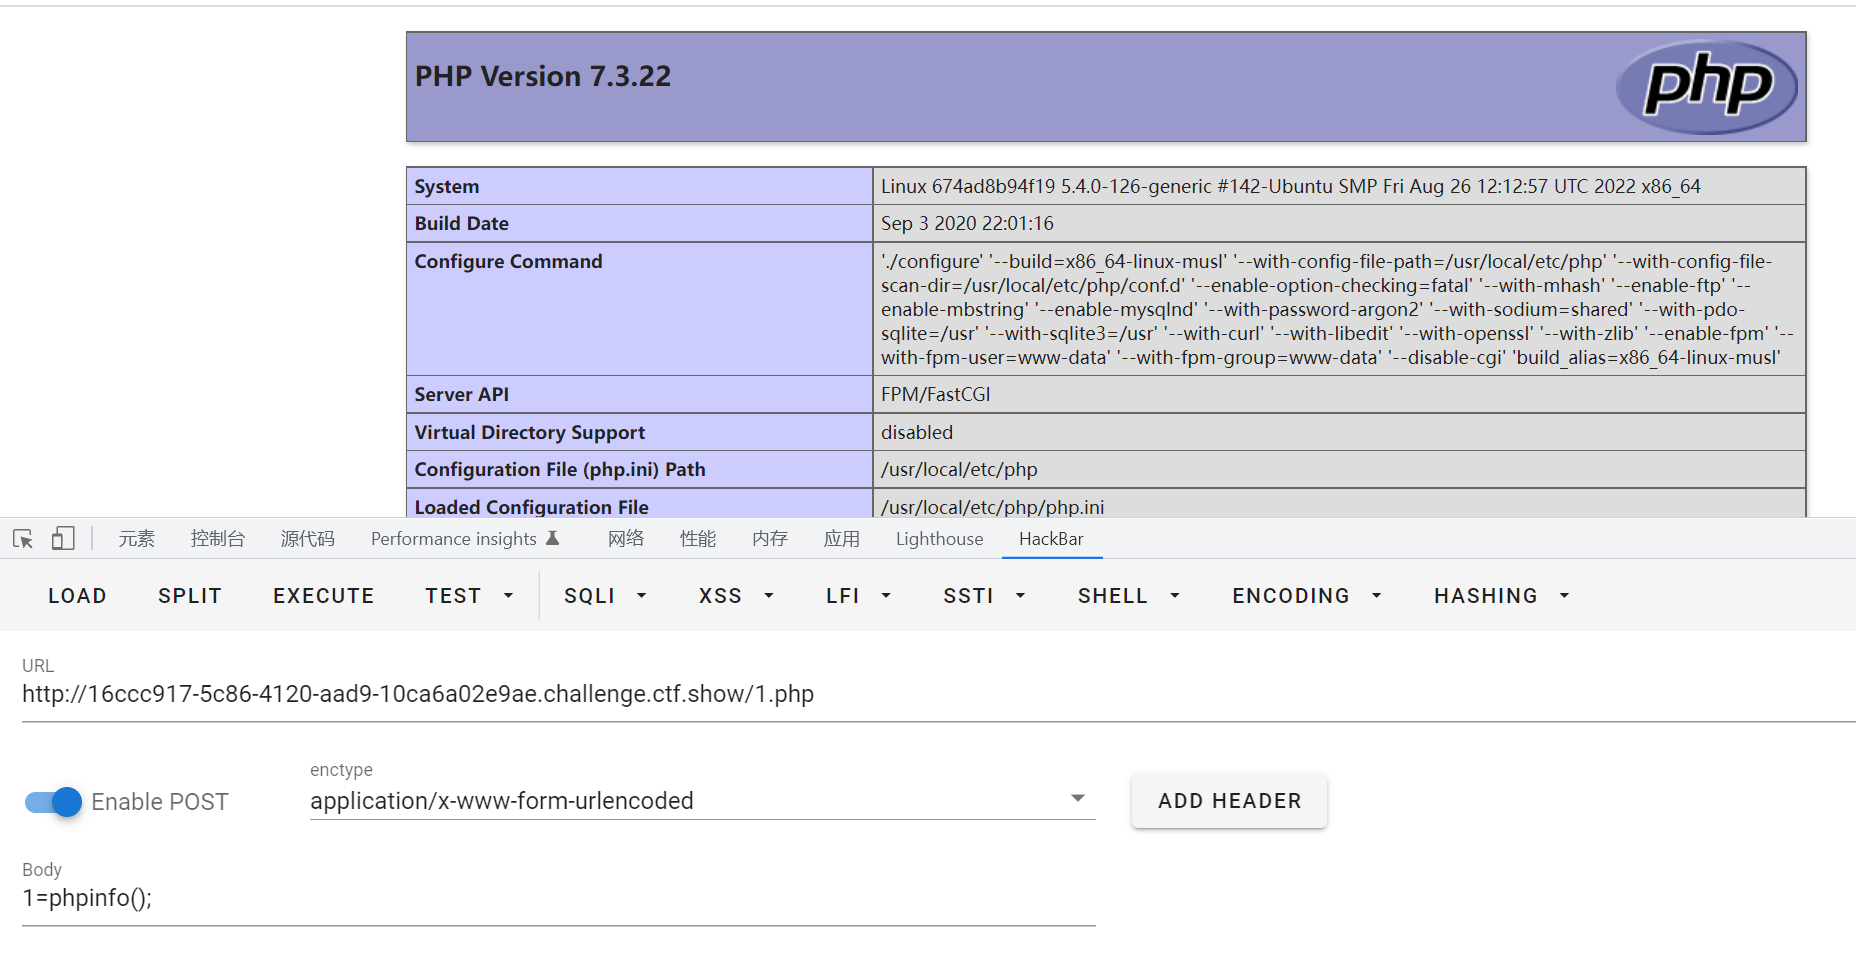 PHP Version 7.3.22
php
System Linux 674ad8b94f19 5.4.0-126-generic #142-Ubuntu SMP Fri Aug 26 12:12:57 UTC 2022 x86_64
Build Date Sep 3 2020 22:01:16
Configure Command './configure' '--build=x86_64-linux-musl' '--with-config-file-path=/usr/local/etc/php' '--with-config-file-
scan-dir=/usr/local/etc/php/conf.d' '--enable-option-checking=fatal' '--with-mhash' '--enable-ftp' '--
enable-mbstring' '--enable-mysqlnd' '--with-password-argon2' '--with-sodium=shared' '--with-pdo-
sqlite=/usr' '--with-sqlite3=/usr' '--with-curl' '--with-libedit' '--with-openssl' '--with-zlib' '--enable-fpm' '--
with-fpm-user=www-data' '--with-fpm-group=www-data' '--disable-cgi' 'build_alias=x86_64-linux-musl'
Server API FPM/FastCGI
Virtual Directory Support disabled
Configuration File (php.ini) Path /usr/local/etc/php
Loaded Configuration File /usr/local/etc/php/php.ini
元素 控制台 源代码 Performance insights 网络 性能 内存 应用 Lighthouse HackBar
LOAD SPLIT EXECUTE TEST SQLI XSS LFI SSTI SHELL ENCODING HASHING
URL
http://16ccc917-5c86-4120-aad9-10ca6a02e9ae.challenge.ctf.show/1.php
enctype
Enable POST application/x-www-form-urlencoded ADD HEADER
Body
1=phpinfo();